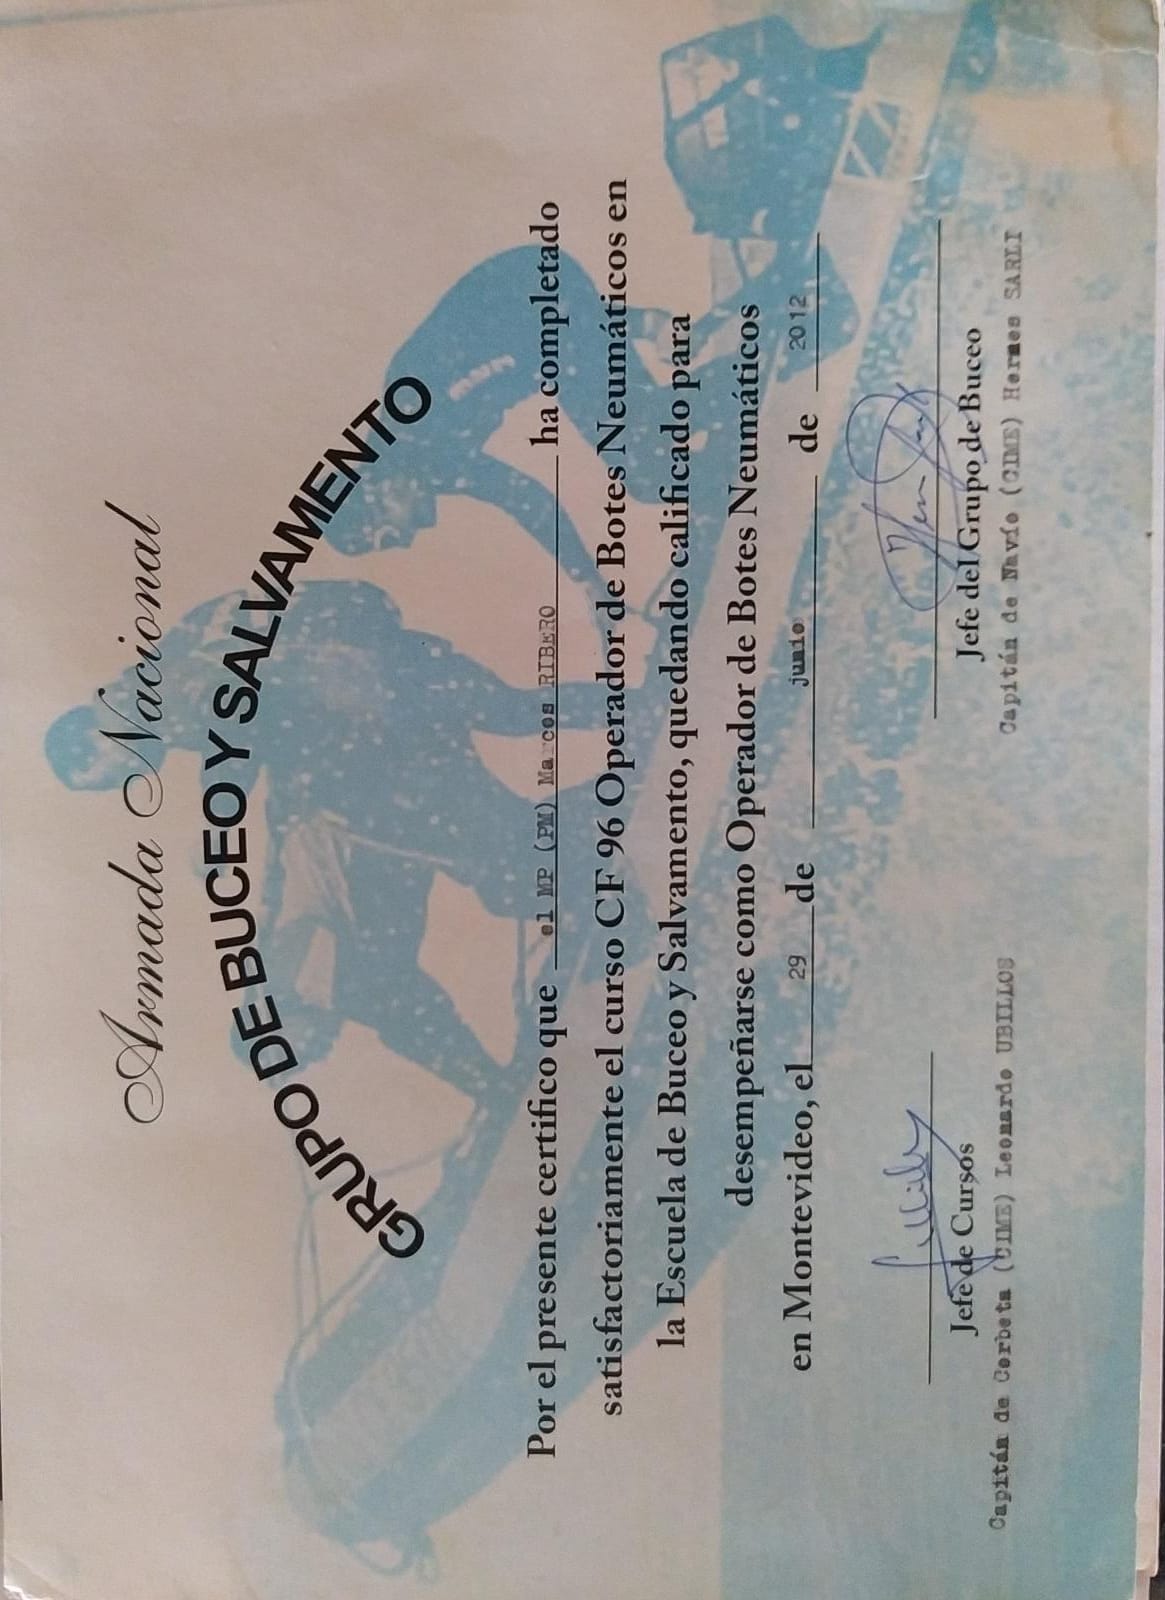 Armada Nacional
GRUPO DE BUCEO Y SALVAMENTO
Por el presente certifico que el MP (PM) Marcos RIBERO ha completado
satisfactoriamente el curso CF 96 Operador de Botes Neumáticos en
la Escuela de Buceo y Salvamento, quedando calificado para
desempeñarse como Operador de Botes Neumáticos
en Montevideo, el 29 de junio de 2012
Jefe de Cursos
Capitán de Corbeta (CIME) Leonardo UBILLOS
Jefe del Grupo de Buceo
Capitán de Navío (CIME) Hermes SARLI